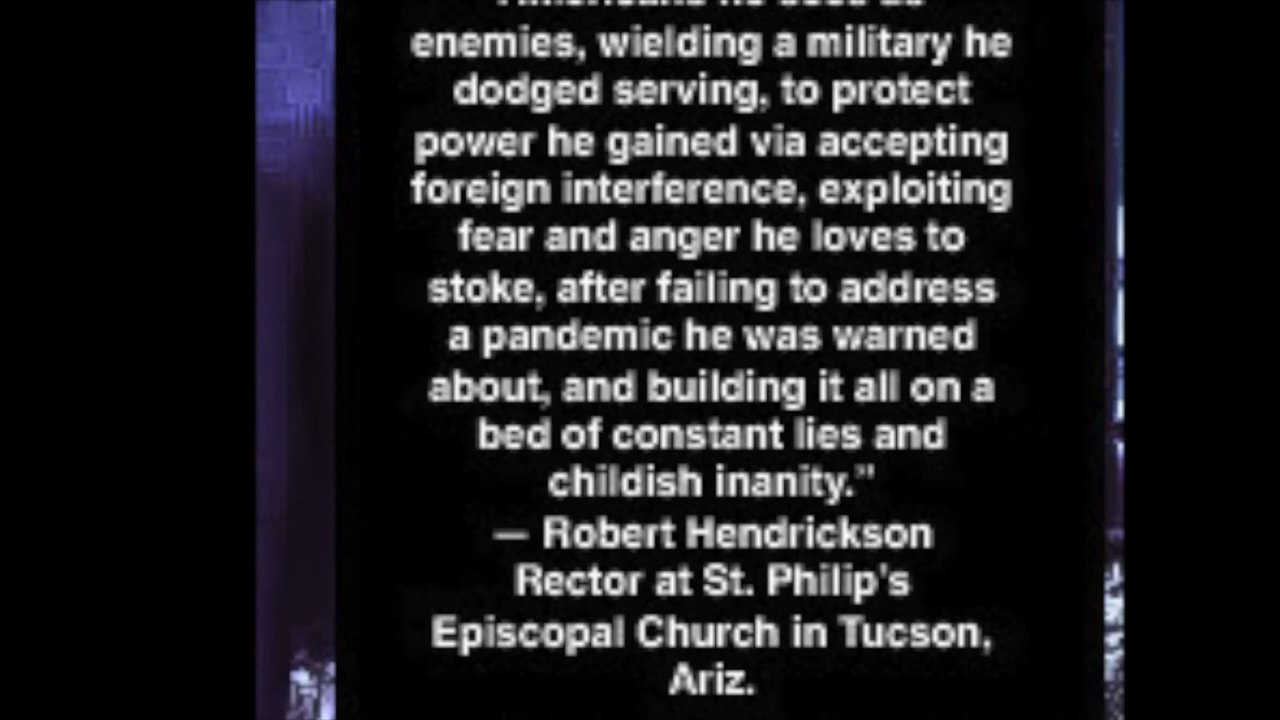 enemies, wielding a military he
dodged serving, to protect
power he gained via accepting
foreign interference, exploiting
fear and anger he loves to
stoke, after failing to address
a pandemic he was warned
about, and building it all on a
bed of constant lies and
childish inanity."
— Robert Hendrickson
Rector at St. Philip's
Episcopal Church in Tucson,
Ariz.